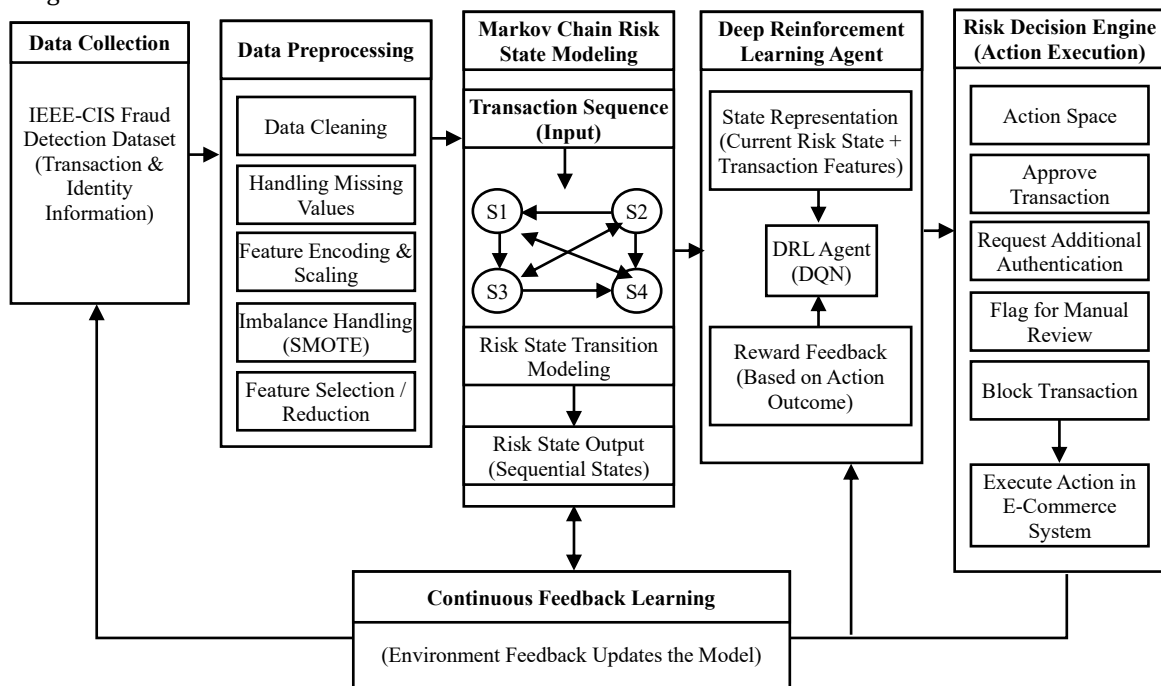 Data Collection
IEEE-CIS Fraud
Detection Dataset
(Transaction &
Identity
Information)
Data Preprocessing
Data Cleaning
Handling Missing
Values
Feature Encoding &
Scaling
Imbalance Handling
(SMOTE)
Feature Selection /
Reduction
Markov Chain Risk
State Modeling
Transaction Sequence
(Input)
S1
S2
S3
S4
Risk State Transition
Modeling
Risk State Output
(Sequential States)
Deep Reinforcement
Learning Agent
State Representation
(Current Risk State +
Transaction Features)
DRL Agent
(DQN)
Reward Feedback
(Based on Action
Outcome)
Risk Decision Engine
(Action Execution)
Action Space
Approve
Transaction
Request Additional
Authentication
Flag for Manual
Review
Block Transaction
Execute Action in
E-Commerce
System
Continuous Feedback Learning
(Environment Feedback Updates the Model)